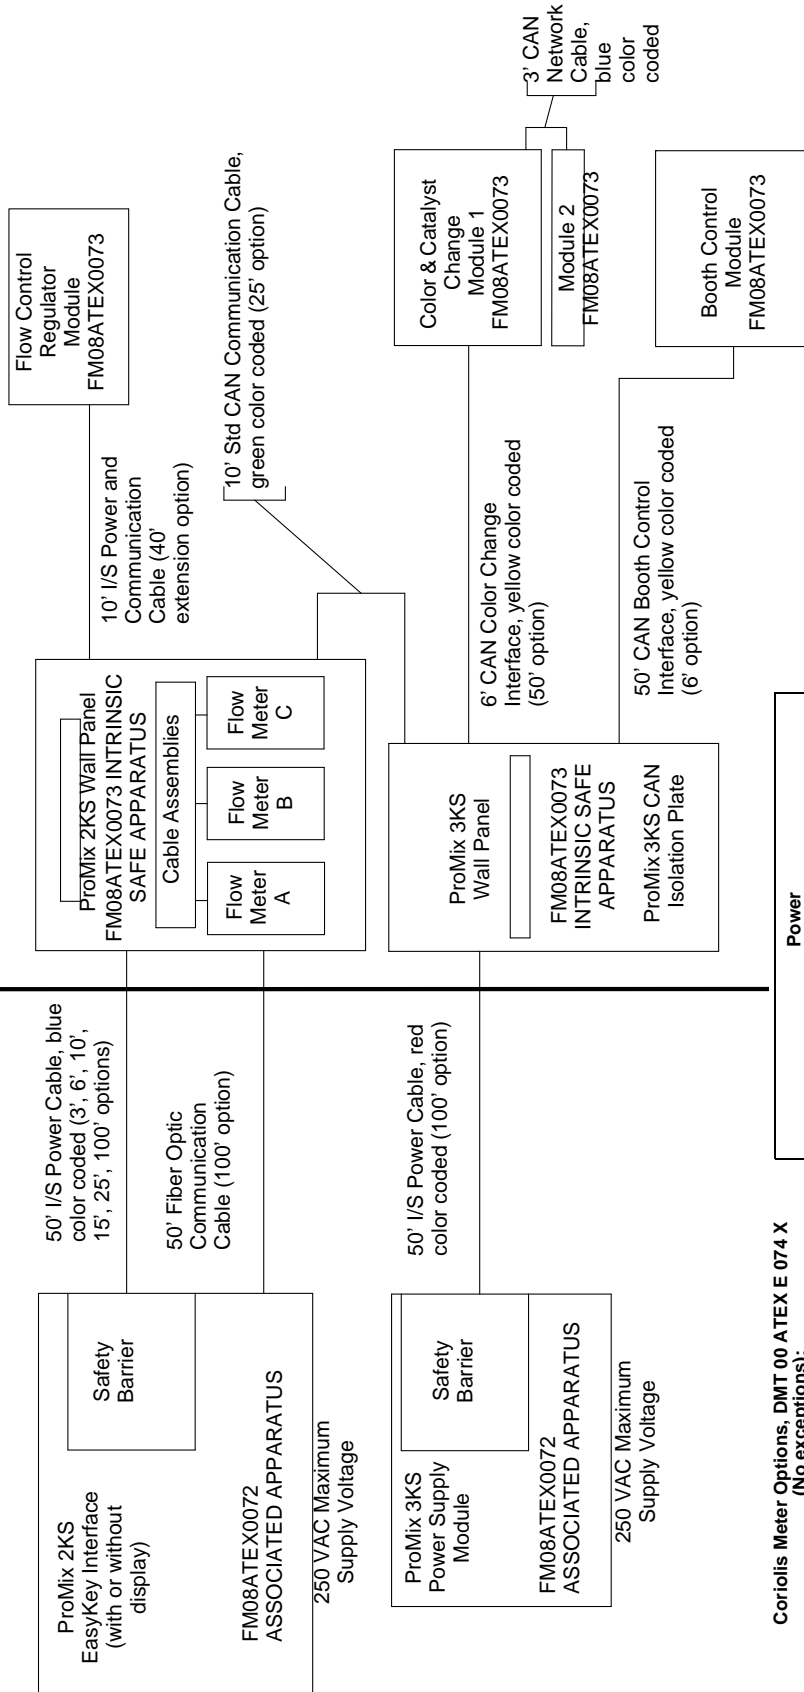 ProMix 2KS
EasyKey Interface
(with or without
display)
Safety
Barrier
FM08ATEX0072
ASSOCIATED APPARATUS
250 VAC Maximum
Supply Voltage
50’ I/S Power Cable, blue
color coded (3’, 6’, 10’,
15’, 25’, 100’ options)
50’ Fiber Optic
Communication
Cable (100’ option)
ProMix 2KS Wall Panel
FM08ATEX0073 INTRINSIC
SAFE APPARATUS
Cable Assemblies
Flow
Meter
A
Flow
Meter
B
Flow
Meter
C
10’ I/S Power and
Communication
Cable (40’
extension option)
Flow Control
Regulator
Module
FM08ATEX0073
10’ Std CAN Communication Cable,
green color coded (25’ option)
ProMix 3KS
Power Supply
Module
Safety
Barrier
FM08ATEX0072
ASSOCIATED APPARATUS
250 VAC Maximum
Supply Voltage
50’ I/S Power Cable, red
color coded (100’ option)
ProMix 3KS
Wall Panel
FM08ATEX0073
INTRINSIC SAFE
APPARATUS
ProMix 3KS CAN
Isolation Plate
6’ CAN Color Change
Interface, yellow color coded
(50’ option)
Color & Catalyst
Change
Module 1
FM08ATEX0073
Module 2
FM08ATEX0073
3’ CAN
Network
Cable,
blue
color
coded
50’ CAN Booth Control
Interface, yellow color coded
(6’ option)
Booth Control
Module
FM08ATEX0073
Coriolis Meter Options, DMT 00 ATEX E 074 X
(No exceptions):
Power